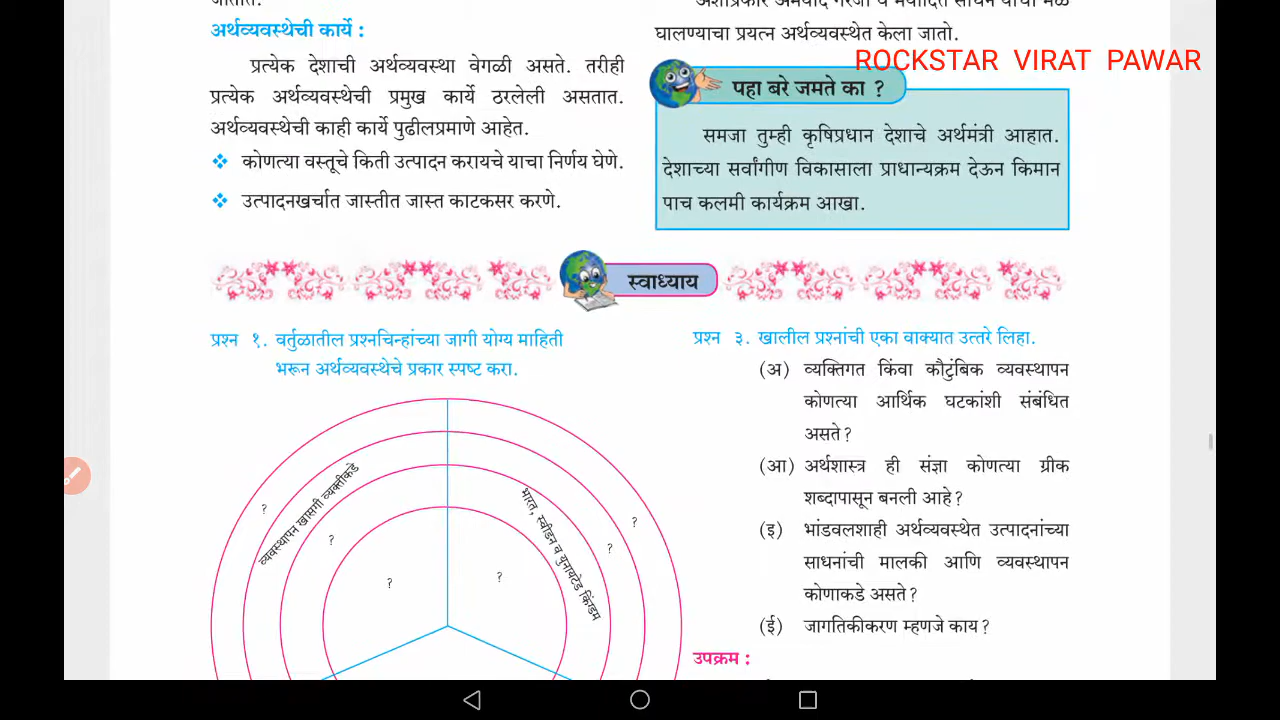 अर्थव्यवस्थेची कार्ये :
प्रत्येक देशाची अर्थव्यवस्था वेगळी असते. तरीही
प्रत्येक अर्थव्यवस्थेची प्रमुख कार्ये ठरलेली असतात.
अर्थव्यवस्थेची काही कार्ये पुढीलप्रमाणे आहेत.
❖ कोणत्या वस्तूचे किती उत्पादन करायचे याचा निर्णय घेणे.
❖ उत्पादनखर्चात जास्तीत जास्त काटकसर करणे.
घालण्याचा प्रयत्न अर्थव्यवस्थेत केला जातो.
ROCKSTAR VIRAT PAWAR
पहा बरे जमते का ?
समजा तुम्ही कृषिप्रधान देशाचे अर्थमंत्री आहात.
देशाच्या सर्वांगीण विकासाला प्राधान्यक्रम देऊन किमान
पाच कलमी कार्यक्रम आखा.
स्वाध्याय
प्रश्न १. वर्तुळातील प्रश्नचिन्हांच्या जागी योग्य माहिती
भरून अर्थव्यवस्थेचे प्रकार स्पष्ट करा.
?
व्यवस्थापन खासगी व्यक्तींकडे
?
?
?
भारत, स्वीडन व युनायटेड किंग्डम
?
?
प्रश्न ३. खालील प्रश्नांची एका वाक्यात उत्तरे लिहा.
(अ) व्यक्तिगत किंवा कौटुंबिक व्यवस्थापन
कोणत्या आर्थिक घटकांशी संबंधित
असते?
(आ) अर्थशास्त्र ही संज्ञा कोणत्या ग्रीक
शब्दापासून बनली आहे?
(इ) भांडवलशाही अर्थव्यवस्थेत उत्पादनांच्या
साधनांची मालकी आणि व्यवस्थापन
कोणाकडे असते?
(ई) जागतिकीकरण म्हणजे काय?
उपक्रम :